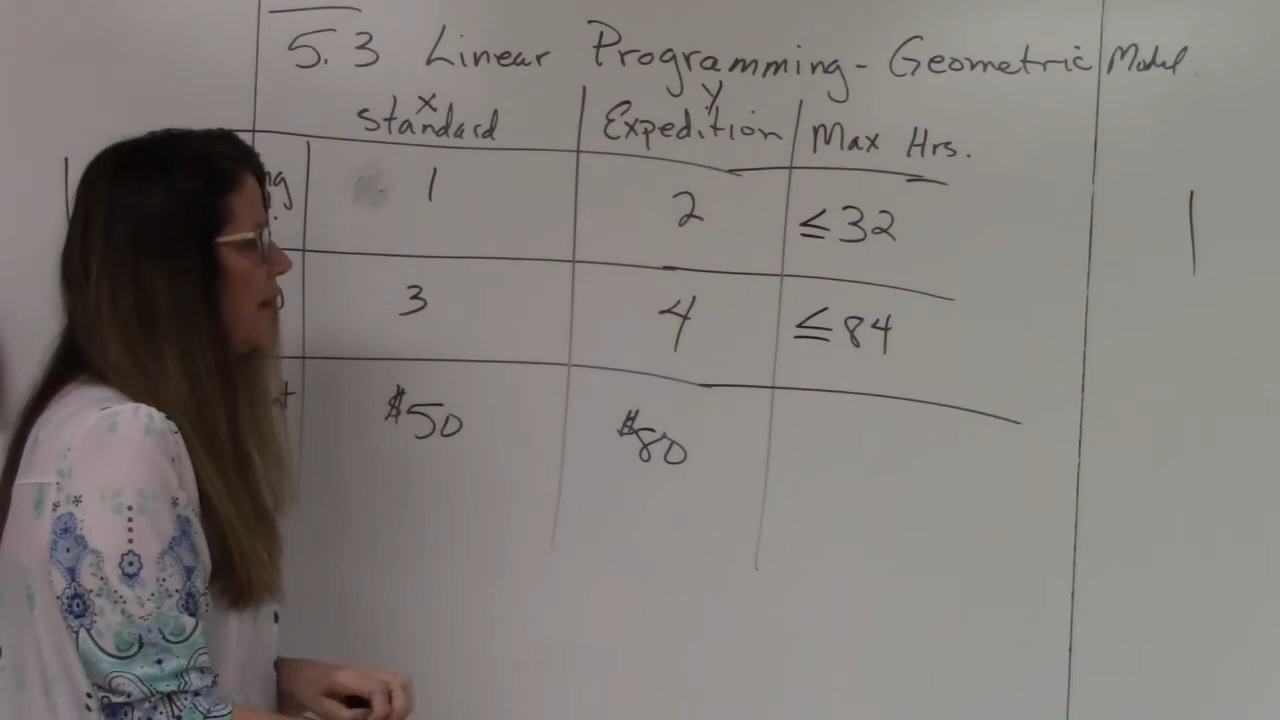 5.3 Linear Programming - Geometric Model
x y
Standard Expedition Max Hrs.
1 2 ≤32
3 4 ≤84
$50 $80